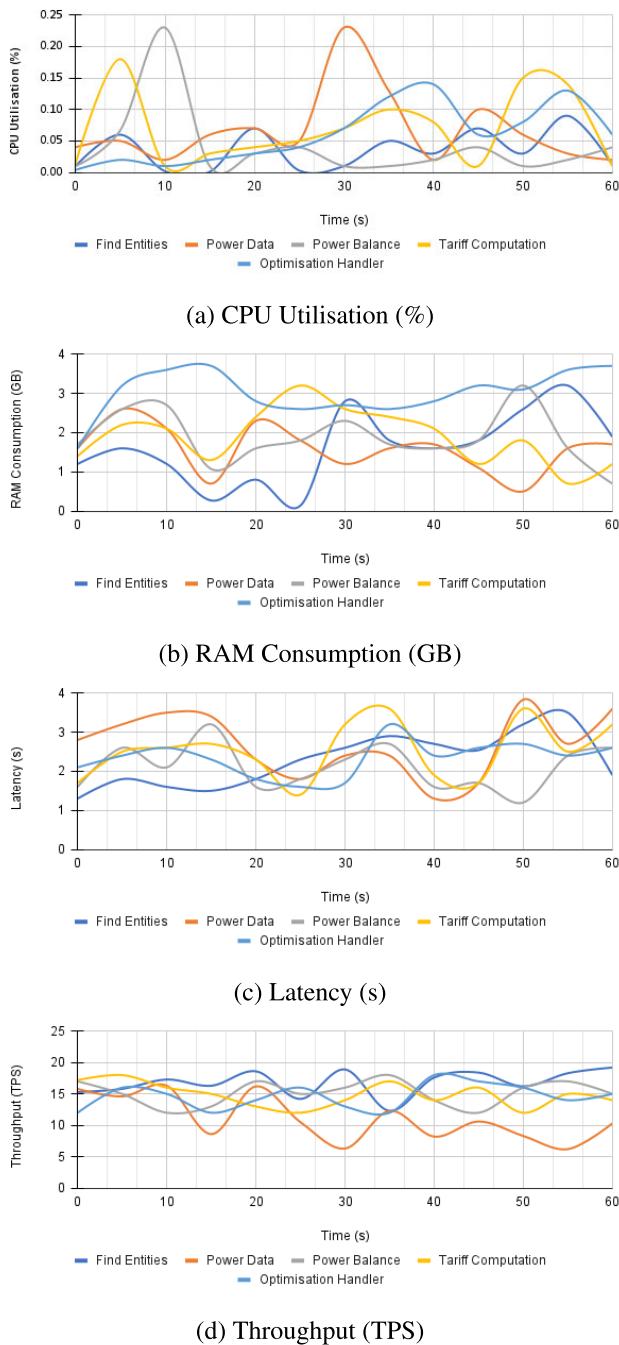 0.25
0.20
0.15
0.10
0.05
0.00
CPU Utilisation (%)
0 10 20 30 40 50 60
Time (s)
Find Entities Power Data Power Balance Tariff Computation
Optimisation Handler
(a) CPU Utilisation (%)
4
3
2
1
0
RAM Consumption (GB)
0 10 20 30 40 50 60
Time (s)
Find Entities Power Data Power Balance Tariff Computation
Optimisation Handler
(b) RAM Consumption (GB)
4
3
2
1
0
Latency (s)
0 10 20 30 40 50 60
Time (s)
Find Entities Power Data Power Balance Tariff Computation
Optimisation Handler
(c) Latency (s)
25
20
15
10
5
0
Throughput (TPS)
0 10 20 30 40 50 60
Time (s)
Find Entities Power Data Power Balance Tariff Computation
Optimisation Handler
(d) Throughput (TPS)